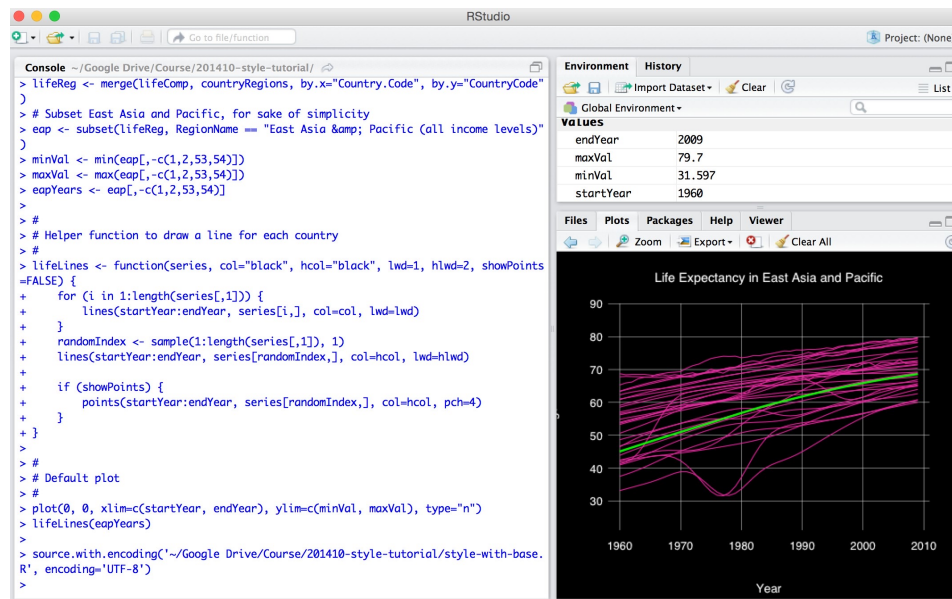 RStudio
Go to file/function
Project: (None
Console ~/Google Drive/Course/201410-style-tutorial/
> lifeReg <- merge(lifeComp, countryRegions, by.x="Country.Code", by.y="CountryCode"
)
> # Subset East Asia and Pacific, for sake of simplicity
> eap <- subset(lifeReg, RegionName == "East Asia &amp; Pacific (all income levels)"
)
> minVal <- min(eap[,-c(1,2,53,54)])
> maxVal <- max(eap[,-c(1,2,53,54)])
> eapYears <- eap[,-c(1,2,53,54)]
>
> #
> # Helper function to draw a line for each country
> #
> lifeLines <- function(series, col="black", hcol="black", lwd=1, hlwd=2, showPoints
=FALSE) {
+     for (i in 1:length(series[,1])) {
+         lines(startYear:endYear, series[i,], col=col, lwd=lwd)
+     }
+     randomIndex <- sample(1:length(series[,1]), 1)
+     lines(startYear:endYear, series[randomIndex,], col=hcol, lwd=hlwd)
+
+     if (showPoints) {
+         points(startYear:endYear, series[randomIndex,], col=hcol, pch=4)
+     }
+ }
>
> #
> # Default plot
> #
> plot(0, 0, xlim=c(startYear, endYear), ylim=c(minVal, maxVal), type="n")
> lifeLines(eapYears)
>
> source.with.encoding('~/Google Drive/Course/201410-style-tutorial/style-with-base.
R', encoding='UTF-8')
>
Environment History
Import Dataset Clear List
Global Environment
Values
endYear 2009
maxVal 79.7
minVal 31.597
startYear 1960
Files Plots Packages Help Viewer
Zoom Export Clear All
Life Expectancy in East Asia and Pacific
90
80
70
60
50
40
30
1960 1970 1980 1990 2000 2010
Year